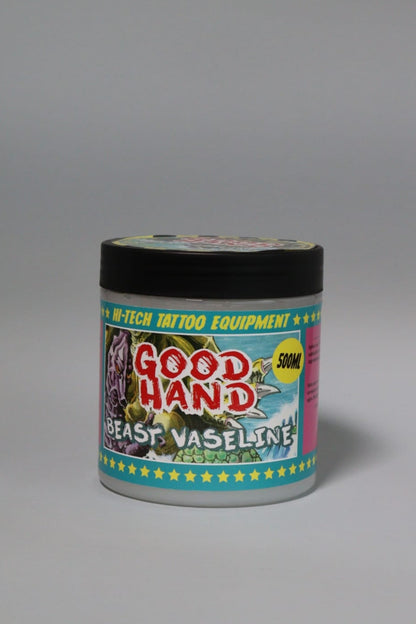 HI-TECH TATTOO EQUIPMENT
GOOD
HAND
500ML
BEAST VASELINE